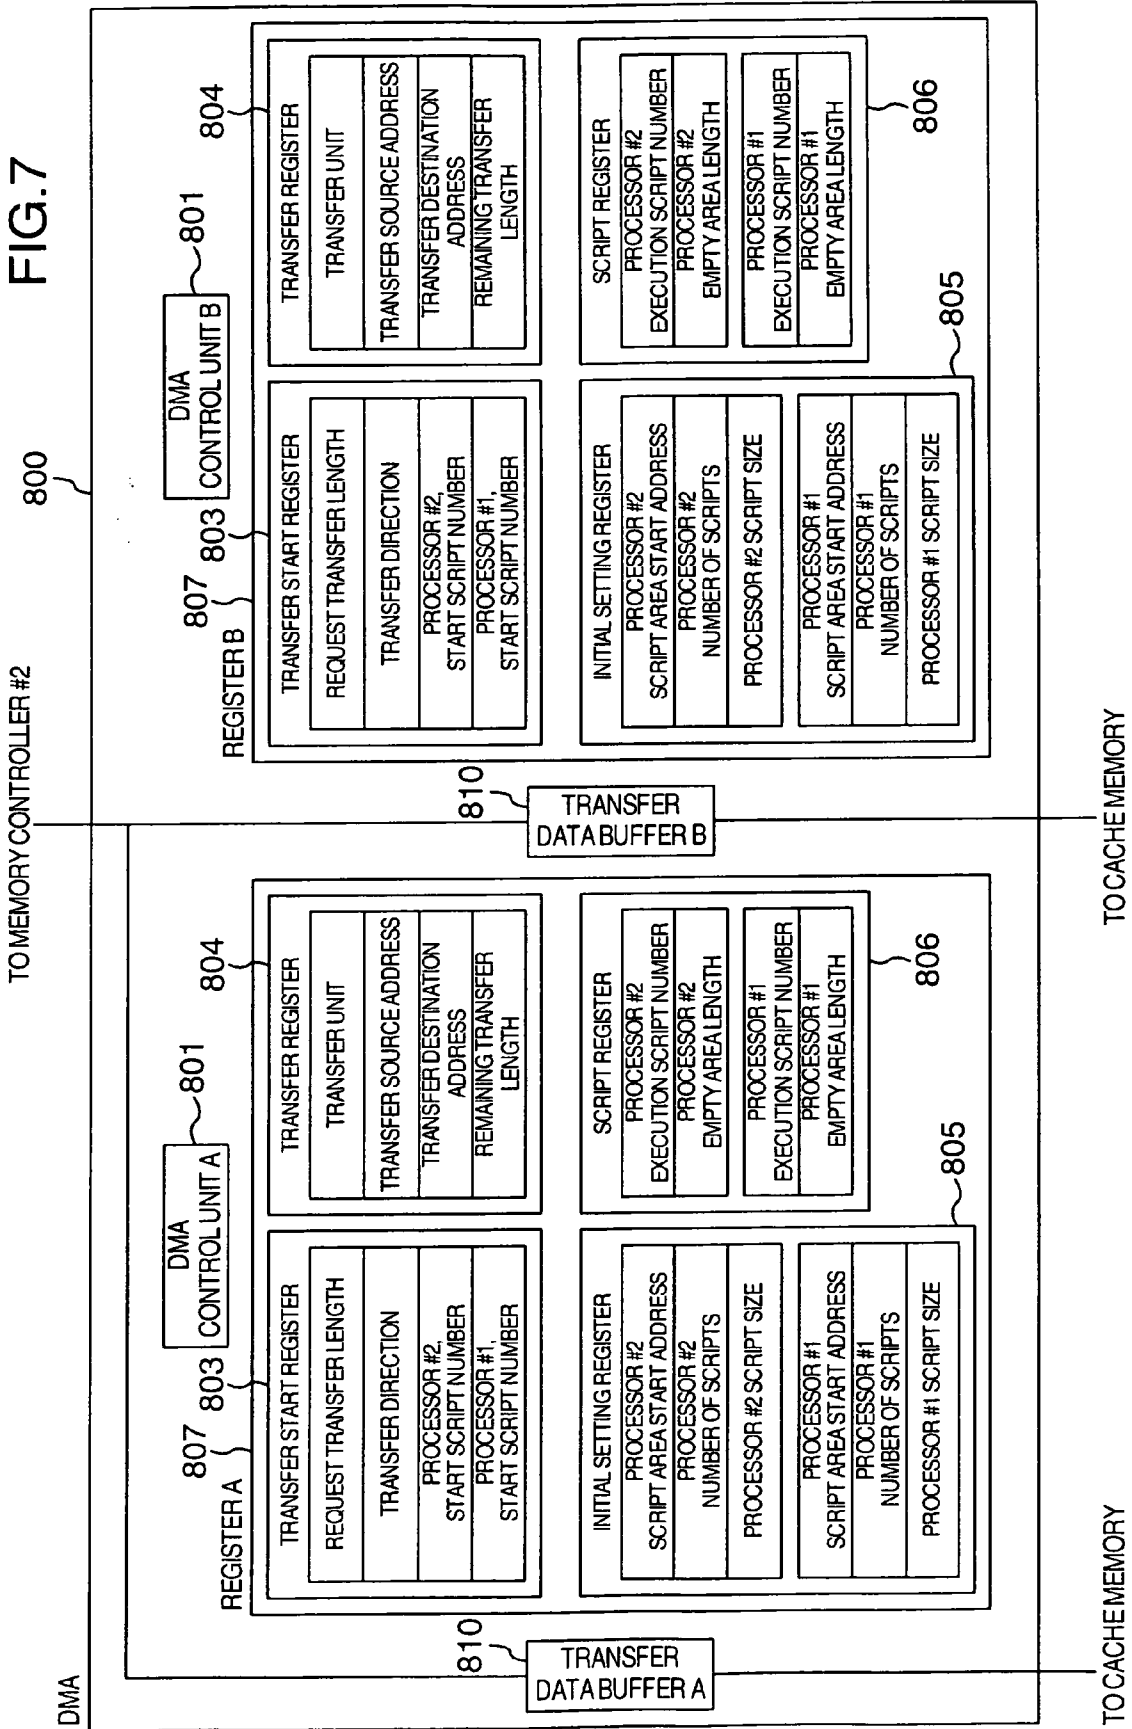 FIG.7
TO MEMORY CONTROLLER #2
800
DMA
DMA
CONTROL UNIT A
801
807
REGISTER A
803
TRANSFER START REGISTER
REQUEST TRANSFER LENGTH
TRANSFER DIRECTION
PROCESSOR #2,
START SCRIPT NUMBER
PROCESSOR #1,
START SCRIPT NUMBER
804
TRANSFER REGISTER
TRANSFER UNIT
TRANSFER SOURCE ADDRESS
TRANSFER DESTINATION
ADDRESS
REMAINING TRANSFER
LENGTH
INITIAL SETTING REGISTER
PROCESSOR #2
SCRIPT AREA START ADDRESS
PROCESSOR #2
NUMBER OF SCRIPTS
PROCESSOR #2 SCRIPT SIZE
PROCESSOR #1
SCRIPT AREA START ADDRESS
PROCESSOR #1
NUMBER OF SCRIPTS
PROCESSOR #1 SCRIPT SIZE
805
SCRIPT REGISTER
PROCESSOR #2
EXECUTION SCRIPT NUMBER
PROCESSOR #2
EMPTY AREA LENGTH
PROCESSOR #1
EXECUTION SCRIPT NUMBER
PROCESSOR #1
EMPTY AREA LENGTH
806
810
TRANSFER
DATA BUFFER A
TO CACHE MEMORY
DMA
CONTROL UNIT B
801
807
REGISTER B
803
TRANSFER START REGISTER
REQUEST TRANSFER LENGTH
TRANSFER DIRECTION
PROCESSOR #2,
START SCRIPT NUMBER
PROCESSOR #1,
START SCRIPT NUMBER
804
TRANSFER REGISTER
TRANSFER UNIT
TRANSFER SOURCE ADDRESS
TRANSFER DESTINATION
ADDRESS
REMAINING TRANSFER
LENGTH
INITIAL SETTING REGISTER
PROCESSOR #2
SCRIPT AREA START ADDRESS
PROCESSOR #2
NUMBER OF SCRIPTS
PROCESSOR #2 SCRIPT SIZE
PROCESSOR #1
SCRIPT AREA START ADDRESS
PROCESSOR #1
NUMBER OF SCRIPTS
PROCESSOR #1 SCRIPT SIZE
805
SCRIPT REGISTER
PROCESSOR #2
EXECUTION SCRIPT NUMBER
PROCESSOR #2
EMPTY AREA LENGTH
PROCESSOR #1
EXECUTION SCRIPT NUMBER
PROCESSOR #1
EMPTY AREA LENGTH
806
810
TRANSFER
DATA BUFFER B
TO CACHE MEMORY